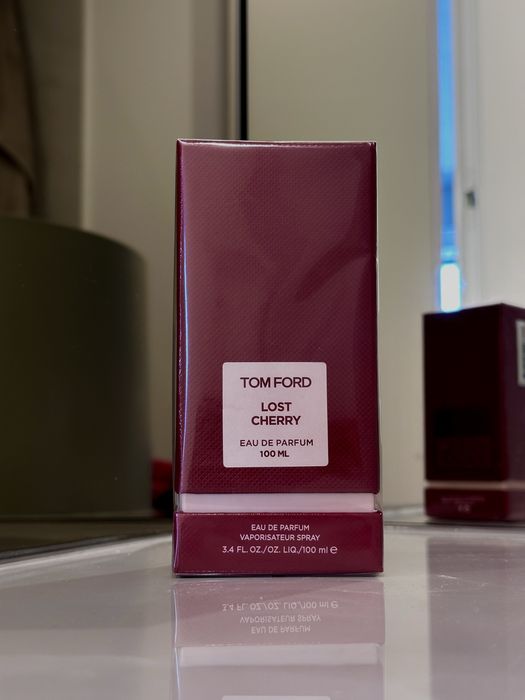 TOM FORD
LOST
CHERRY
EAU DE PARFUM
100 ML
EAU DE PARFUM
VAPORISATEUR SPRAY
3.4 FL. OZ./OZ. LIQ./100 ml ℮